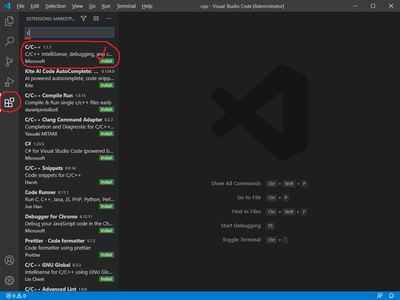 File Edit Selection View Go Run Terminal Help
cpp - Visual Studio Code [Administrator]
EXTENSIONS: MARKETP...
c
C/C++ 1.1.1
C/C++ IntelliSense, debugging, and c...
Microsoft Install
Kite AI Code AutoComplete: ... 0.134.0
AI powered autocomplete, code snipp...
Kite Install
C/C++ Compile Run 1.0.13
Compile & Run single c/c++ files easily
danielpinto8zz6 Install
C/C++ Clang Command Adapter 0.2.3
Completion and Diagnostic for C/C++...
Yasuaki MITANI Install
C# 1.23.5
C# for Visual Studio Code (powered b...
Microsoft Install
C/C++ Snippets 0.0.14
Code snippets for C/C++
Harsh Install
Code Runner 0.11.1
Run C, C++, Java, JS, PHP, Python, Perl...
Jun Han Install
Debugger for Chrome 4.12.11
Debug your JavaScript code in the Ch...
Microsoft Install
Prettier - Code formatter 5.7.2
Code formatter using prettier
Prettier Install
C/C++ GNU Global 0.3.3
Intellisense for C/C++ using GNU Glo...
Lin Chieh Install
C/C++ Advanced Lint 1.8.0
Show All Commands Ctrl + Shift + P
Go to File Ctrl + P
Find in Files Ctrl + Shift + F
Start Debugging F5
Toggle Terminal Ctrl + `
0 0